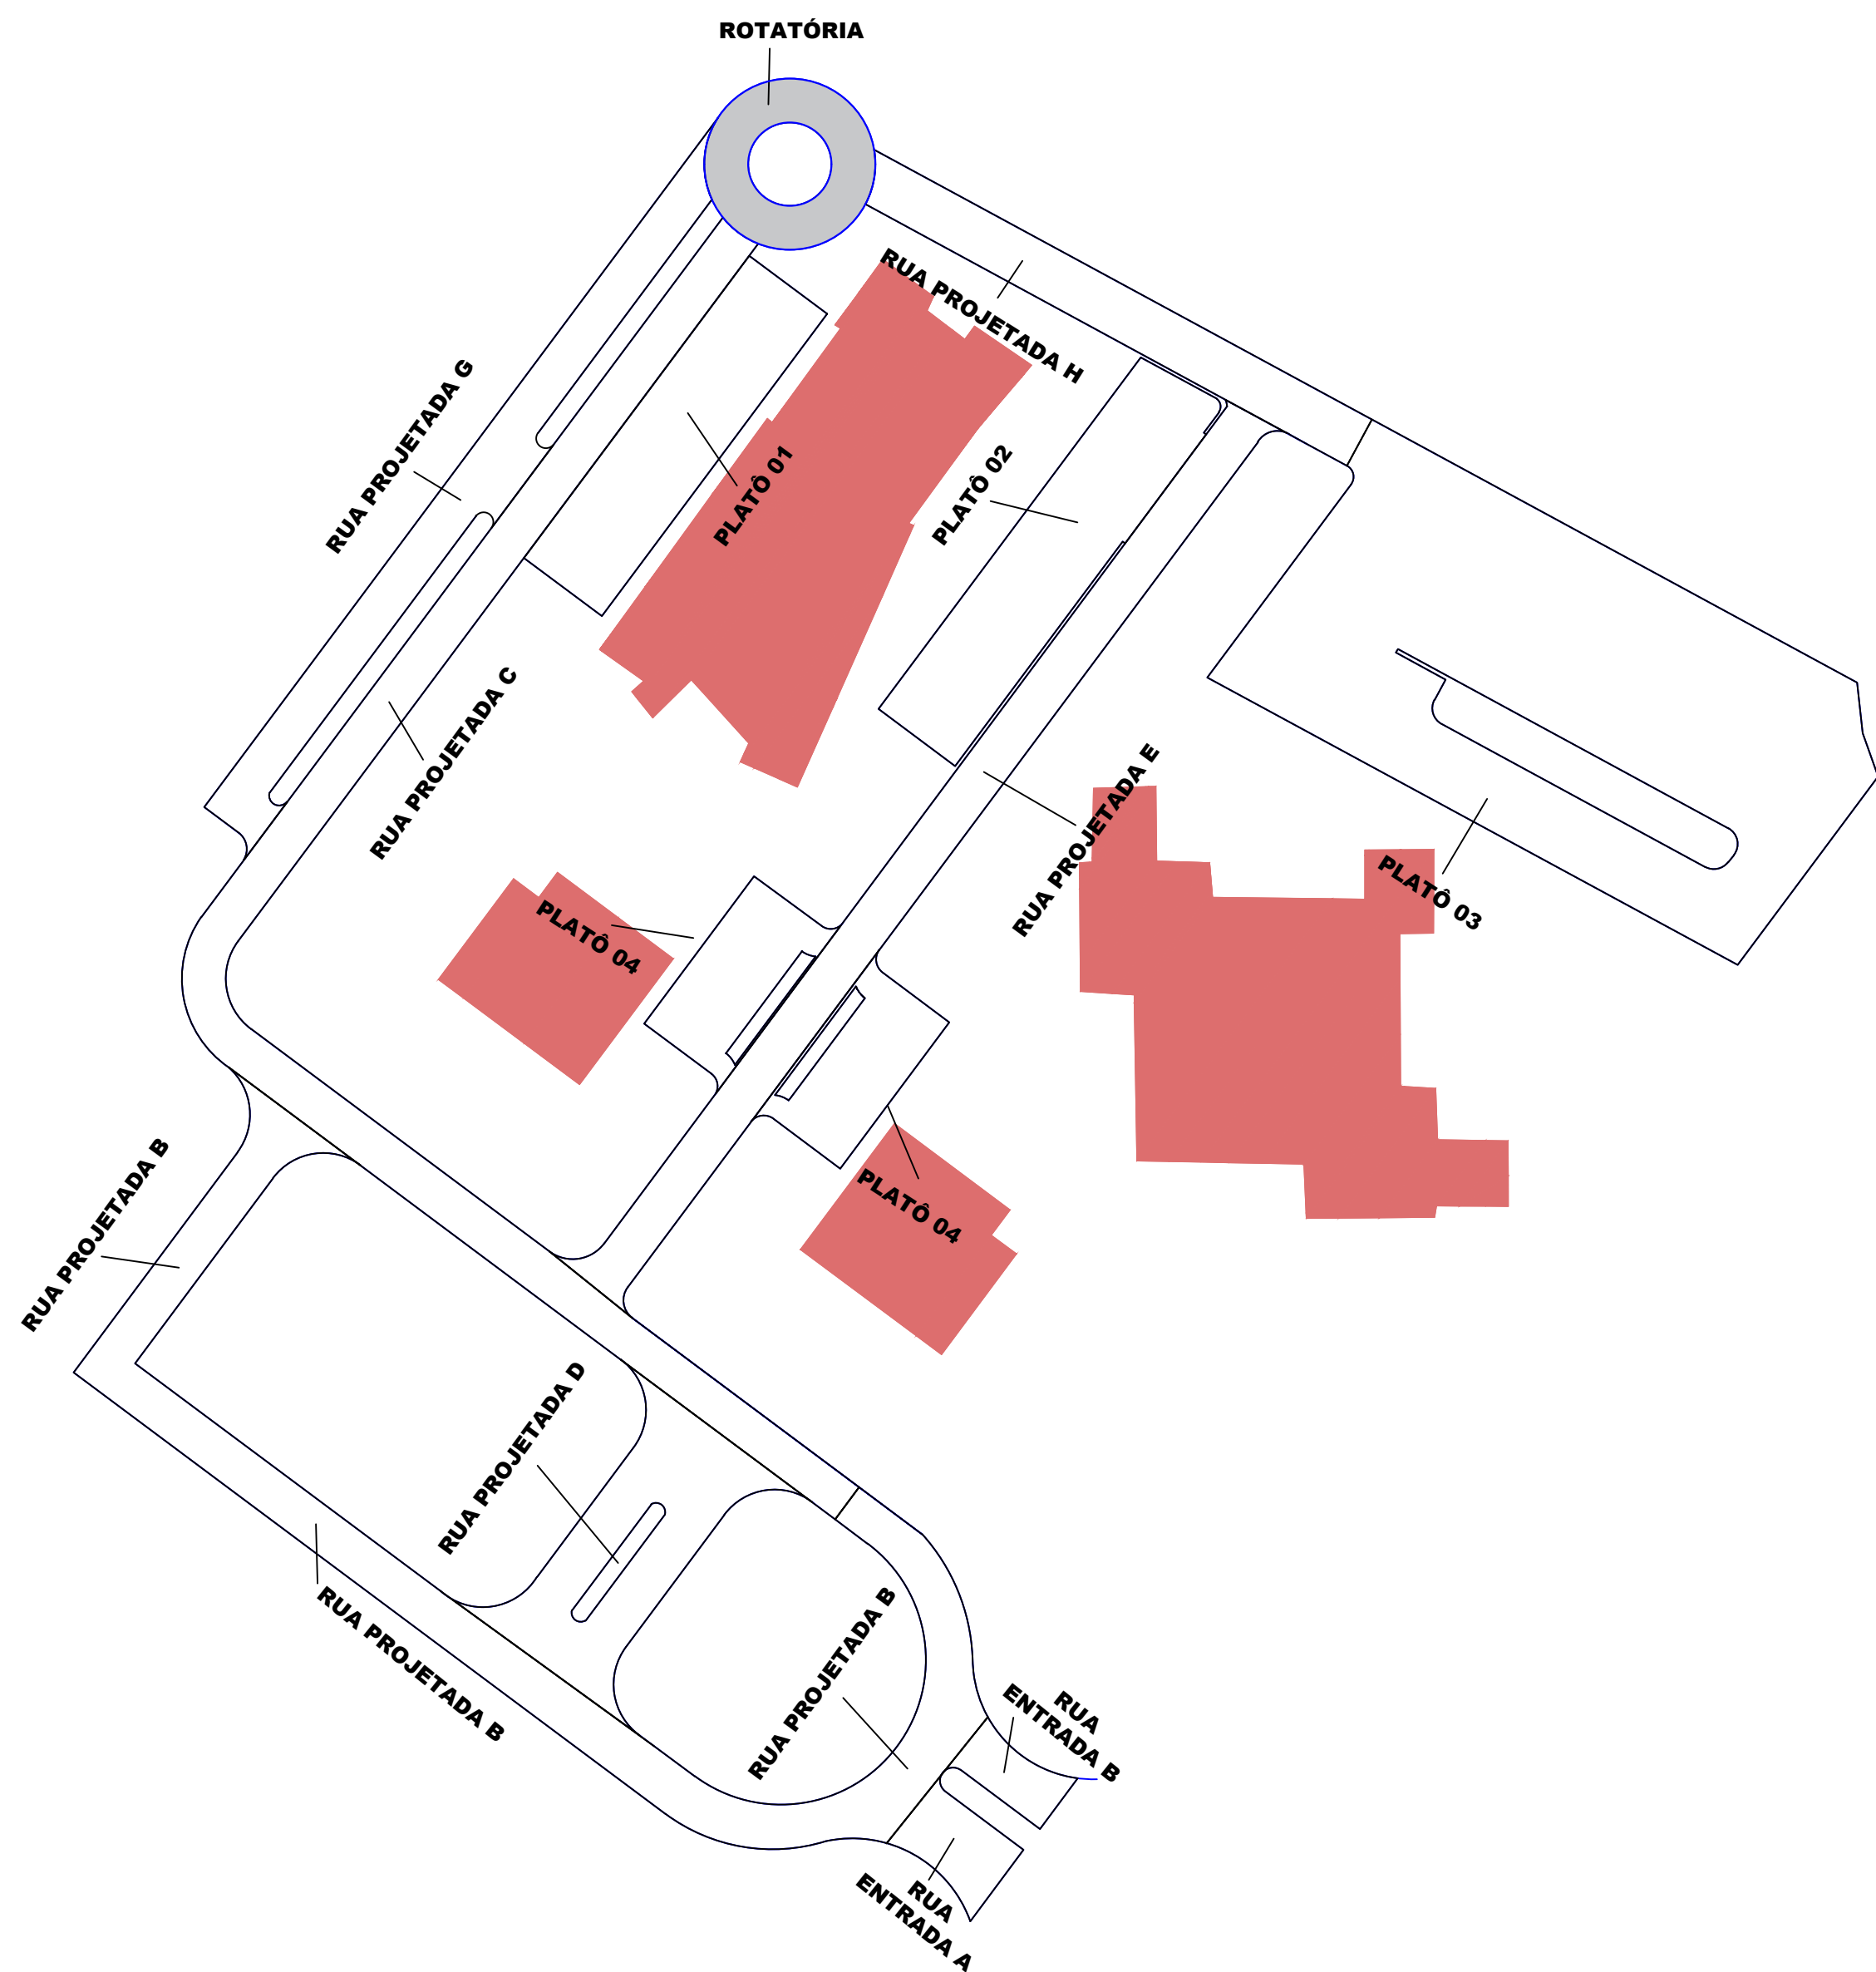 ROTATÓRIA
RUA PROJETADA H
RUA PROJETADA G
PLATÔ 01
PLATÔ 02
RUA PROJETADA C
RUA PROJETADA E
PLATÔ 03
PLATÔ 04
PLATÔ 04
RUA PROJETADA B
RUA PROJETADA D
RUA PROJETADA B
RUA PROJETADA B
RUA
ENTRADA B
RUA
ENTRADA A